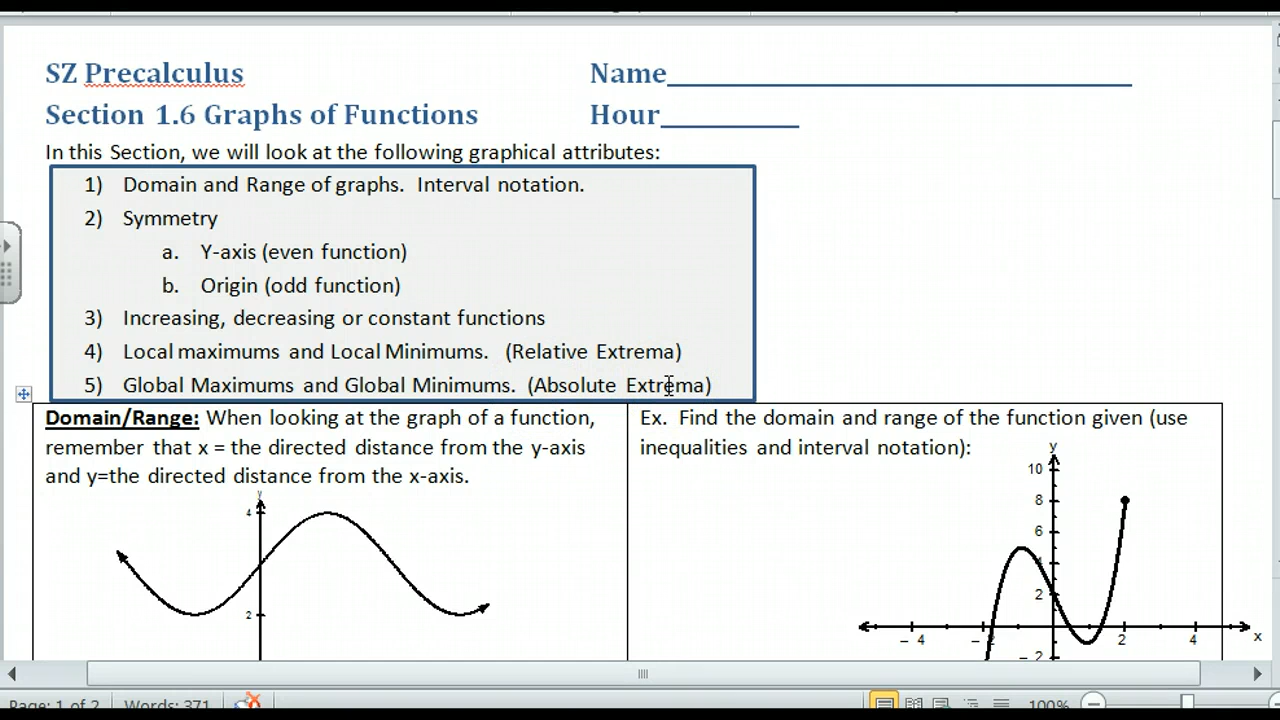 SZ Precalculus
Name
Section 1.6 Graphs of Functions
Hour
In this Section, we will look at the following graphical attributes:
1) Domain and Range of graphs. Interval notation.
2) Symmetry
a. Y-axis (even function)
b. Origin (odd function)
3) Increasing, decreasing or constant functions
4) Local maximums and Local Minimums. (Relative Extrema)
5) Global Maximums and Global Minimums. (Absolute Extrema)
Domain/Range: When looking at the graph of a function,
remember that x = the directed distance from the y-axis
and y=the directed distance from the x-axis.
y
4
2
Ex. Find the domain and range of the function given (use
inequalities and interval notation):
y
10
8
6
4
2
– 4
– 2
2
4
x
– 2
Page: 1 of 2
Words: 371
100%